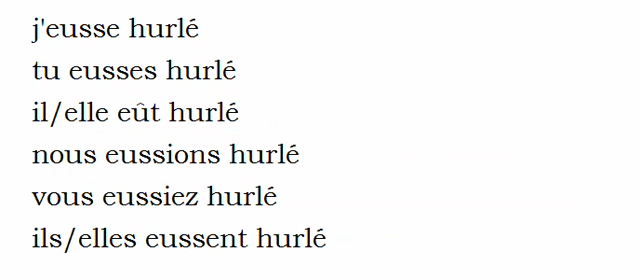 j'eusse hurlé
tu eusses hurlé
il/elle eût hurlé
nous eussions hurlé
vous eussiez hurlé
ils/elles eussent hurlé